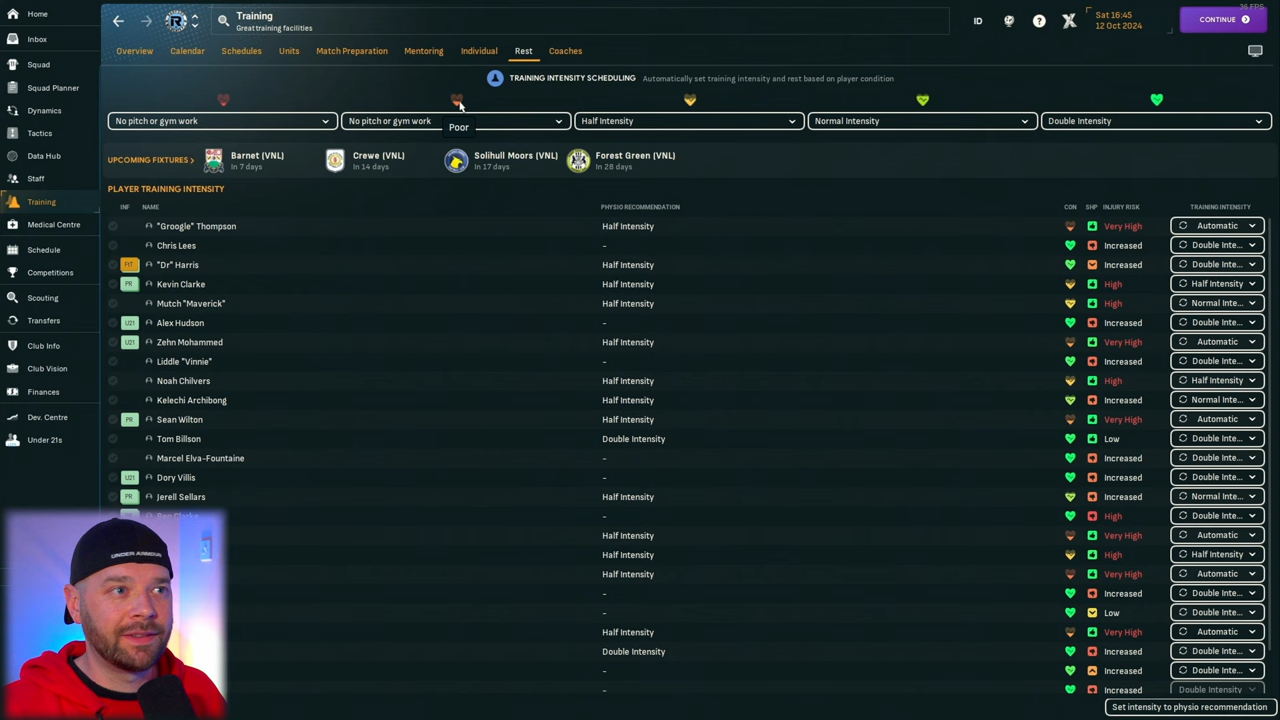 Training
Great training facilities
ID
Sat 16:45
12 Oct 2024
CONTINUE
Home
Inbox
Squad
Squad Planner
Dynamics
Tactics
Data Hub
Staff
Training
Medical Centre
Schedule
Competitions
Scouting
Transfers
Club Info
Club Vision
Finances
Dev. Centre
Under 21s
Overview Calendar Schedules Units Match Preparation Mentoring Individual Rest Coaches
TRAINING INTENSITY SCHEDULING Automatically set training intensity and rest based on player condition
No pitch or gym work No pitch or gym work Half Intensity Normal Intensity Double Intensity
Poor
UPCOMING FIXTURES > Barnet (VNL) Crewe (VNL) Solihull Moors (VNL) Forest Green (VNL)
In 7 days In 14 days In 17 days In 28 days
PLAYER TRAINING INTENSITY
INF NAME PHYSIO RECOMMENDATION CON SHP INJURY RISK TRAINING INTENSITY
"Groogle" Thompson Half Intensity Very High Automatic
Chris Lees - Increased Double Inte...
FIT "Dr" Harris Half Intensity Increased Double Inte...
PR Kevin Clarke Half Intensity High Half Intensity
Mutch "Maverick" Half Intensity High Normal Inte...
U21 Alex Hudson - Increased Double Inte...
U21 Zehn Mohammed Half Intensity Very High Automatic
Liddle "Vinnie" - Increased Double Inte...
Noah Chilvers Half Intensity High Half Intensity
Kelechi Archibong - Increased Normal Inte...
PR Sean Wilton Half Intensity Very High Automatic
Tom Billson Double Intensity Low Double Inte...
Marcel Elva-Fountaine - Increased Double Inte...
U21 Dory Villis - Increased Double Inte...
PR Jerell Sellars Half Intensity Increased Normal Inte...
- High Double Inte...
Half Intensity Very High Automatic
Half Intensity High Half Intensity
Half Intensity Very High Automatic
- Increased Double Inte...
- Low Double Inte...
Half Intensity Very High Automatic
Double Intensity Increased Double Inte...
- Increased Double Inte...
- Increased Double Intensity
Set intensity to physio recommendation
UNDER ARMOUR